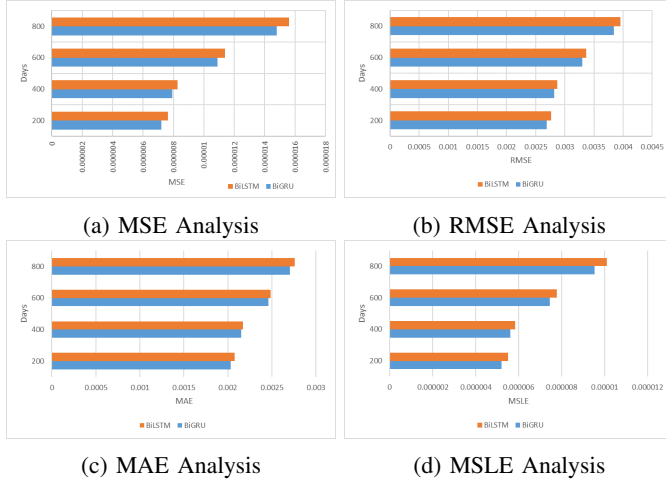 800
600
400
200
Days
0
0.000002
0.000004
0.000006
0.000008
0.00001
0.000012
0.000014
0.000016
0.000018
MSE
BiLSTM BiGRU
(a) MSE Analysis
800
600
400
200
Days
0 0.0005 0.001 0.0015 0.002 0.0025 0.003 0.0035 0.004 0.0045
RMSE
BiLSTM BiGRU
(b) RMSE Analysis
800
600
400
200
Days
0 0.0005 0.001 0.0015 0.002 0.0025 0.003
MAE
BiLSTM BiGRU
(c) MAE Analysis
800
600
400
200
Days
0 0.000002 0.000004 0.000006 0.000008 0.00001 0.000012
MSLE
BiLSTM BiGRU
(d) MSLE Analysis